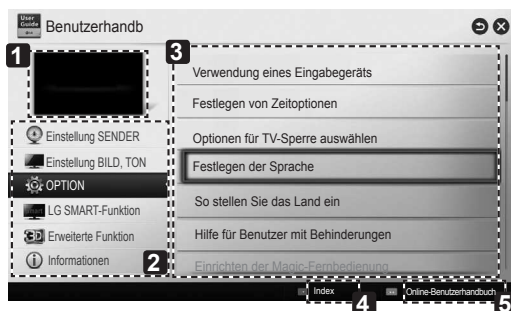 User
Guide
Benutzerhandb
1
3
Verwendung eines Eingabegeräts
Festlegen von Zeitoptionen
Einstellung SENDER
Optionen für TV-Sperre auswählen
Einstellung BILD, TON
Festlegen der Sprache
OPTION
LG SMART-Funktion
So stellen Sie das Land ein
3D Erweiterte Funktion
Hilfe für Benutzer mit Behinderungen
Informationen
2
Einrichten der Magic-Fernbedienung
Index
Online-Benutzerhandbuch
4
5